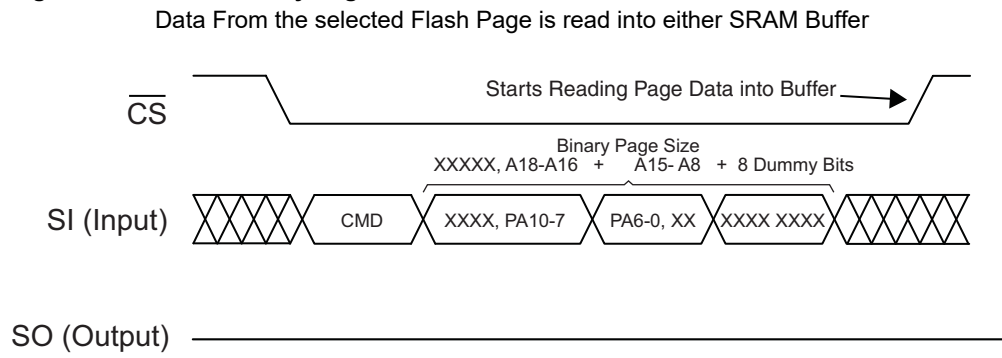 Data From the selected Flash Page is read into either SRAM Buffer
CS
Starts Reading Page Data into Buffer
Binary Page Size
XXXXX, A18-A16 + A15- A8 + 8 Dummy Bits
SI (Input)
CMD
XXXX, PA10-7
PA6-0, XX
XXXX XXXX
SO (Output)